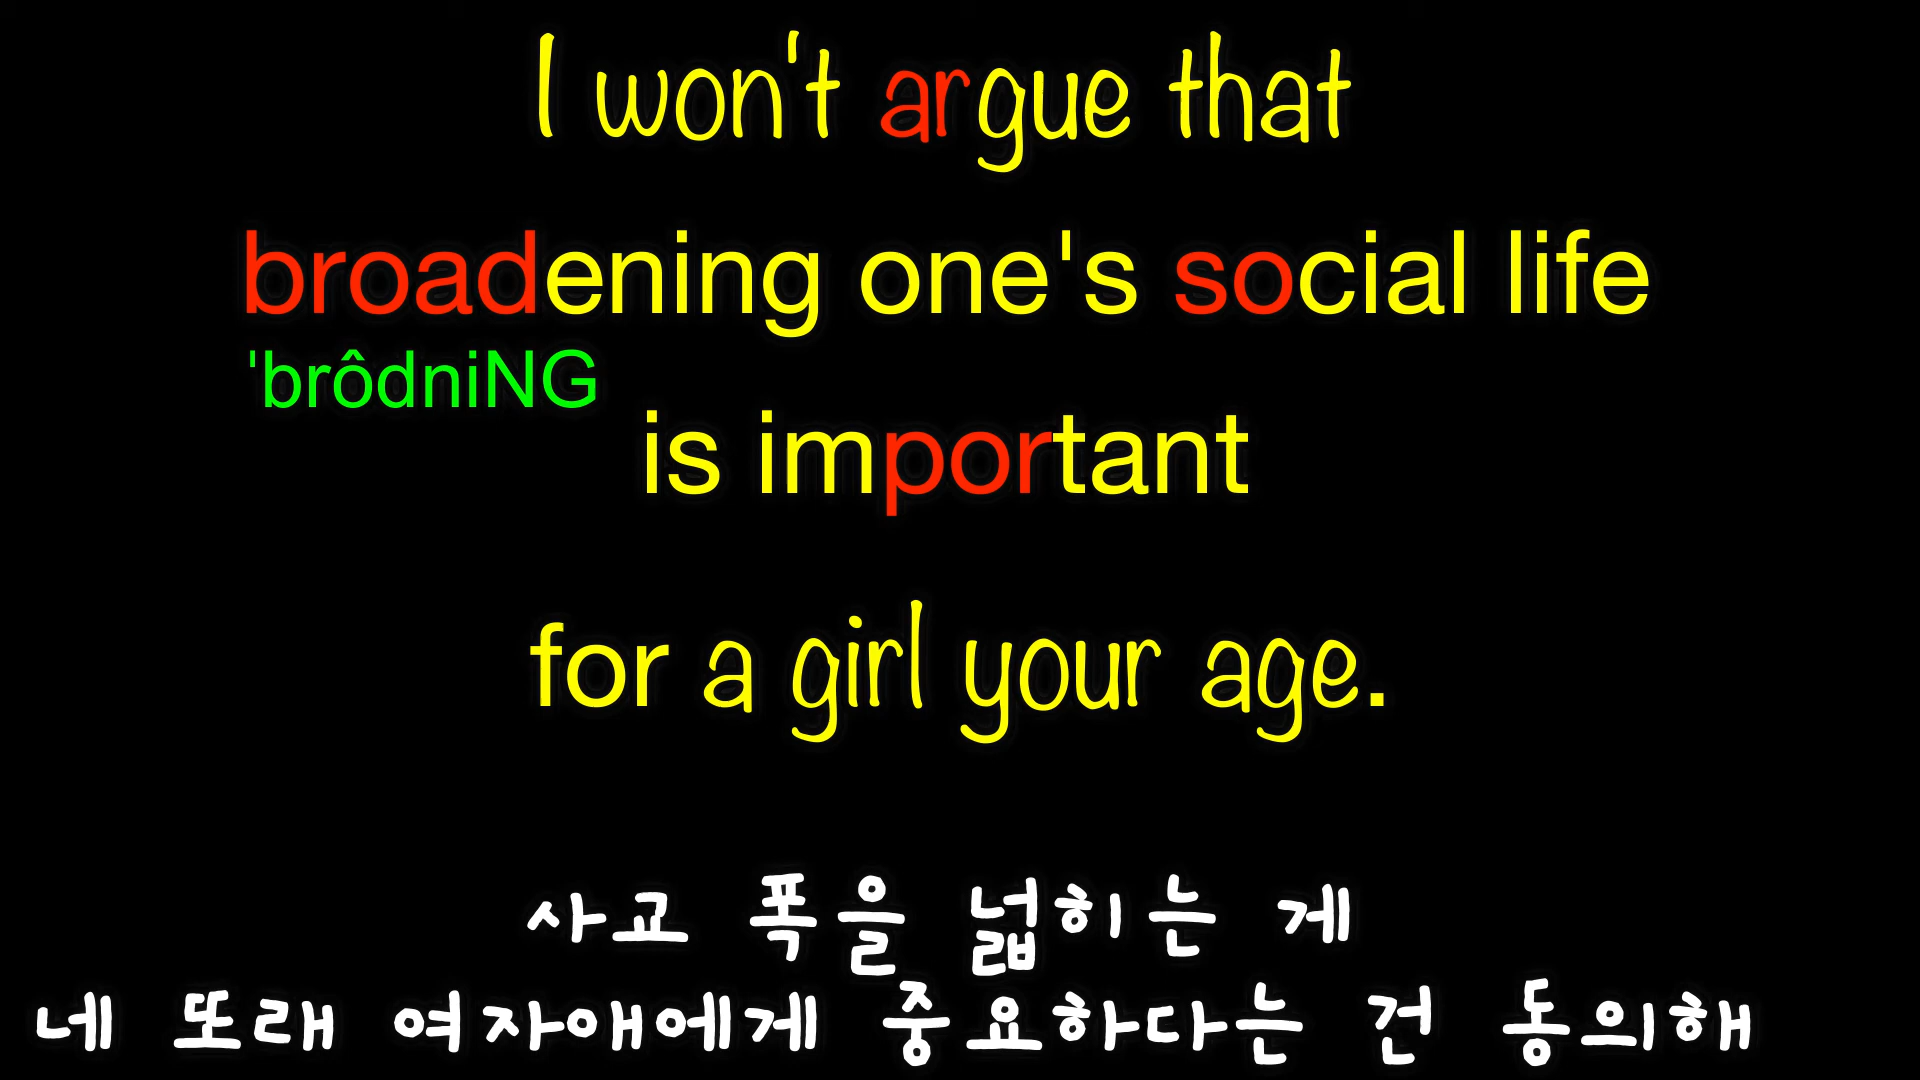 I won't argue that
broadening one's social life
'brôdniNG
is important
for a girl your age.
사교 폭을 넓히는 게
네 또래 여자애에게 중요하다는 건 동의해